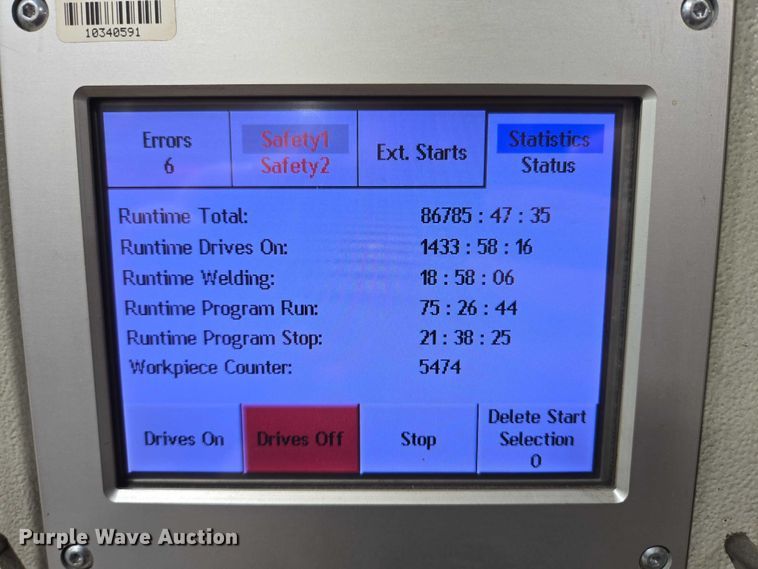 10340591
Errors
6
Safety1
Safety2
Ext. Starts
Statistics
Status
Runtime Total: 86785 : 47 : 35
Runtime Drives On: 1433 : 58 : 16
Runtime Welding: 18 : 58 : 06
Runtime Program Run: 75 : 26 : 44
Runtime Program Stop: 21 : 38 : 25
Workpiece Counter: 5474
Drives On
Drives Off
Stop
Delete Start
Selection
0
Purple Wave Auction